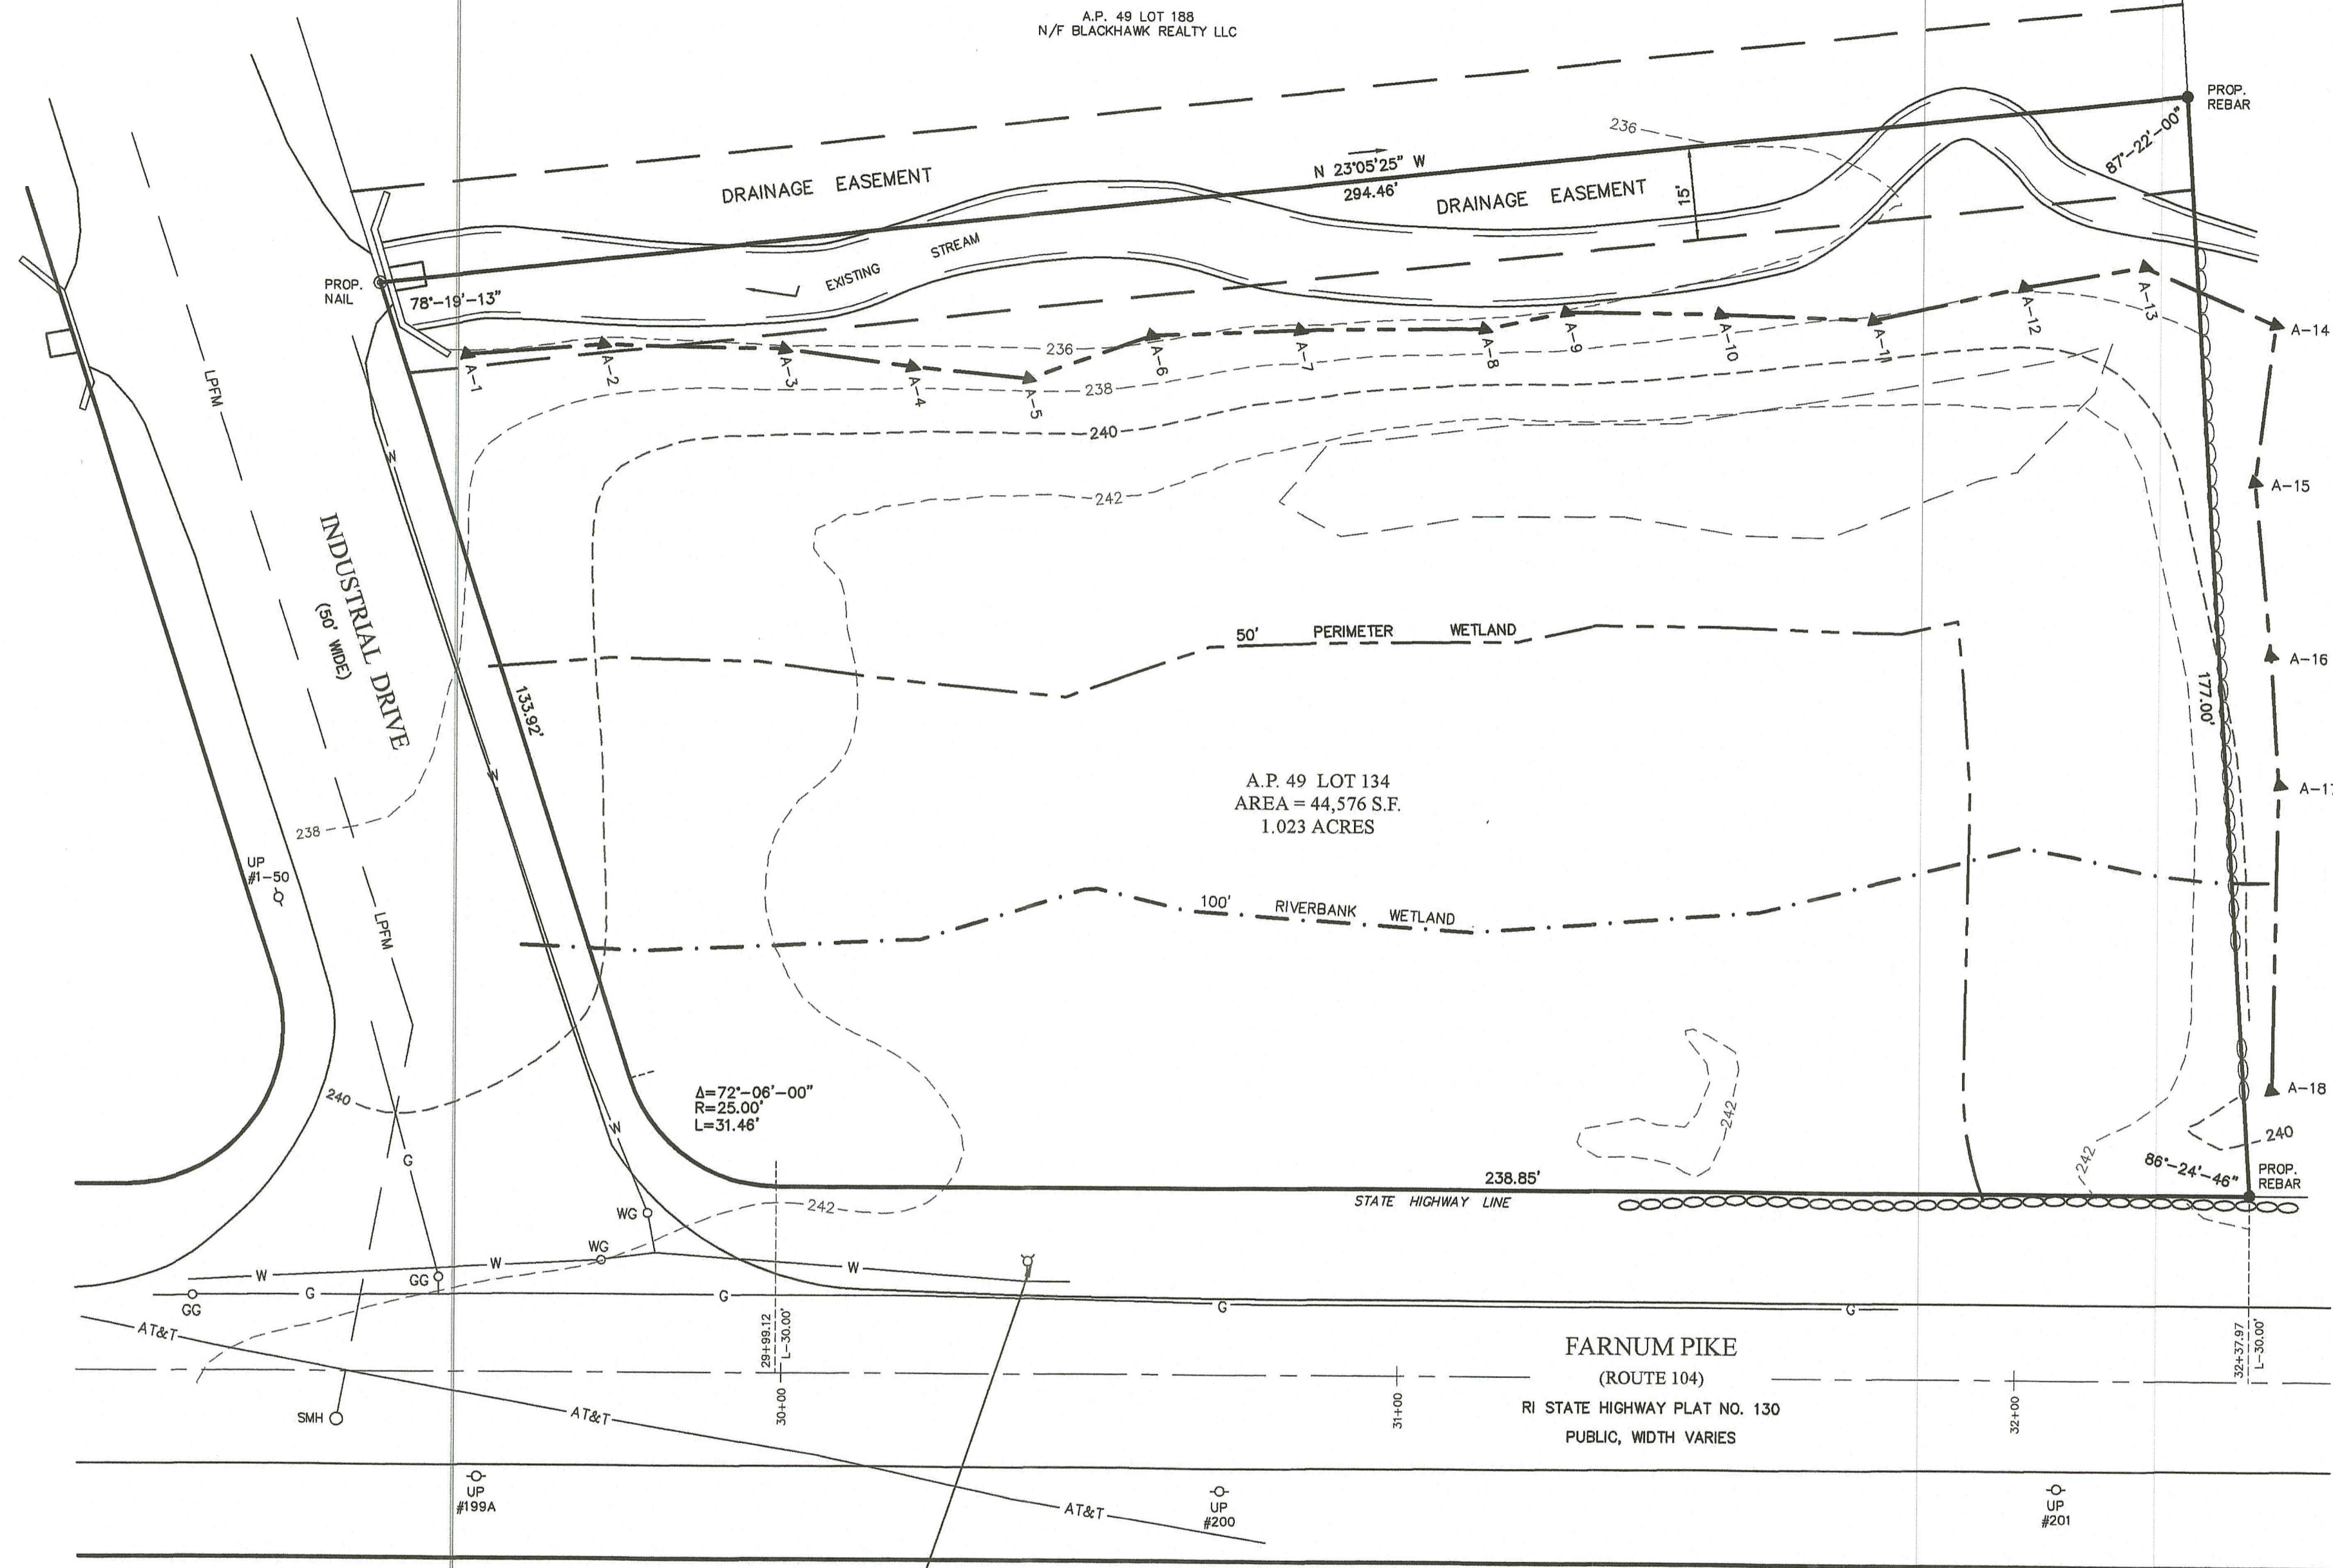 A.P. 49 LOT 188
N/F BLACKHAWK REALTY LLC
PROP.
REBAR
87°-22'-00"
236
N 23°05'25" W
294.46'
DRAINAGE EASEMENT
DRAINAGE EASEMENT
15'
EXISTING STREAM
PROP.
NAIL
78°-19'-13"
A-1
A-2
A-3
A-4
A-5
A-6
A-7
A-8
A-9
A-10
A-11
A-12
A-13
A-14
A-15
A-16
A-17
A-18
236
238
240
242
LPFM
W
INDUSTRIAL DRIVE
(50' WIDE)
50' PERIMETER WETLAND
133.92'
177.00'
A.P. 49 LOT 134
AREA = 44,576 S.F.
1.023 ACRES
238
UP
#1-50
LPFM
W
100' RIVERBANK WETLAND
240
Δ=72°-06'-00"
R=25.00'
L=31.46'
W
G
242
242
240
86°-24'-46"
PROP.
REBAR
238.85'
STATE HIGHWAY LINE
242
WG
WG
W
W
W
GG
GG
G
G
G
G
AT&T
29+99.12
L-30.00'
32+37.97
L-30.00'
FARNUM PIKE
(ROUTE 104)
RI STATE HIGHWAY PLAT NO. 130
PUBLIC, WIDTH VARIES
30+00
31+00
32+00
SMH
AT&T
AT&T
UP
#199A
UP
#200
UP
#201